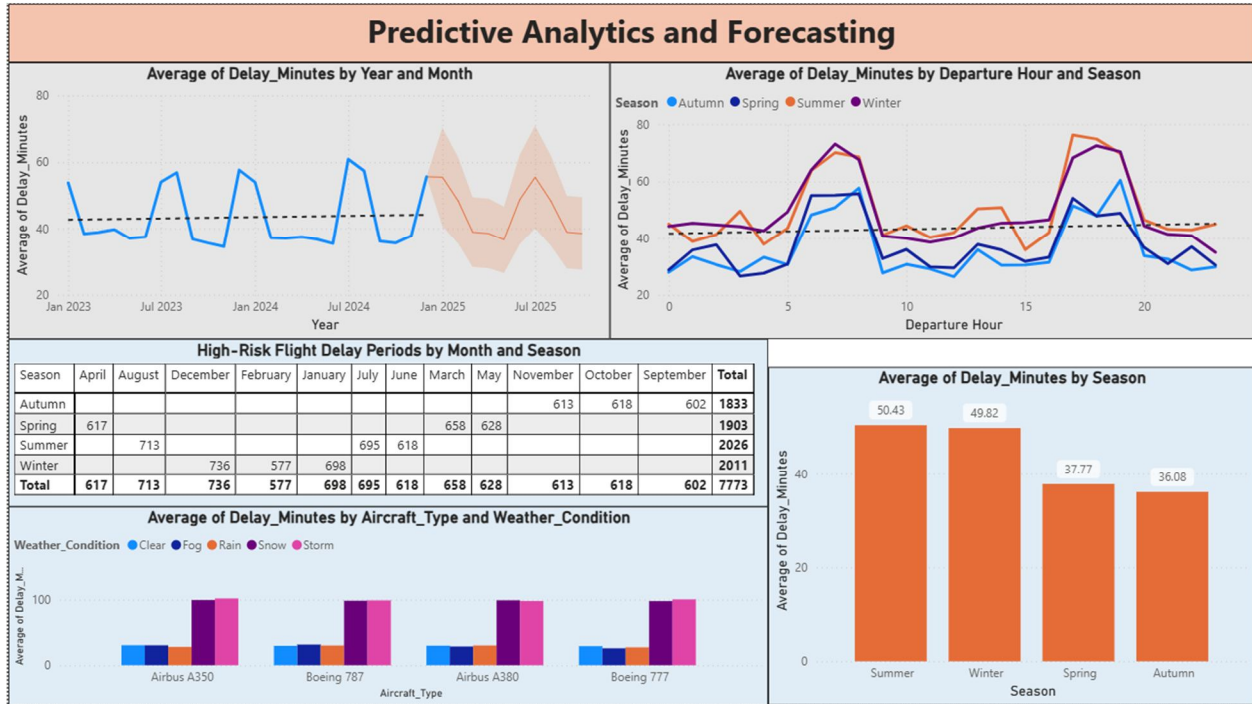 Predictive Analytics and Forecasting
Average of Delay_Minutes by Year and Month
Average of Delay_Minutes
80
60
40
20
Jan 2023 Jul 2023 Jan 2024 Jul 2024 Jan 2025 Jul 2025
Year
Average of Delay_Minutes by Departure Hour and Season
Season Autumn Spring Summer Winter
Average of Delay_Minutes
80
60
40
20
0 5 10 15 20
Departure Hour
High-Risk Flight Delay Periods by Month and Season
Season April August December February January July June March May November October September Total
Autumn 613 618 602 1833
Spring 617 658 628 1903
Summer 713 695 618 2026
Winter 736 577 698 2011
Total 617 713 736 577 698 695 618 658 628 613 618 602 7773
Average of Delay_Minutes by Aircraft_Type and Weather_Condition
Weather_Condition Clear Fog Rain Snow Storm
Average of Delay_M...
100
0
Airbus A350 Boeing 787 Airbus A380 Boeing 777
Aircraft_Type
Average of Delay_Minutes by Season
Average of Delay_Minutes
40
20
0
50.43 49.82 37.77 36.08
Summer Winter Spring Autumn
Season